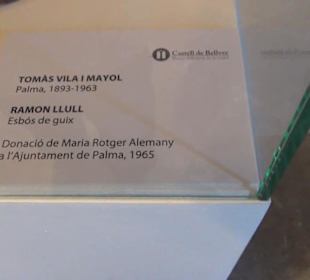 Castell de Bellver
TOMÀS VILA I MAYOL
Palma, 1893-1963
RAMON LLULL
Esbós de guix
Donació de Maria Rotger Alemany
a l'Ajuntament de Palma, 1965